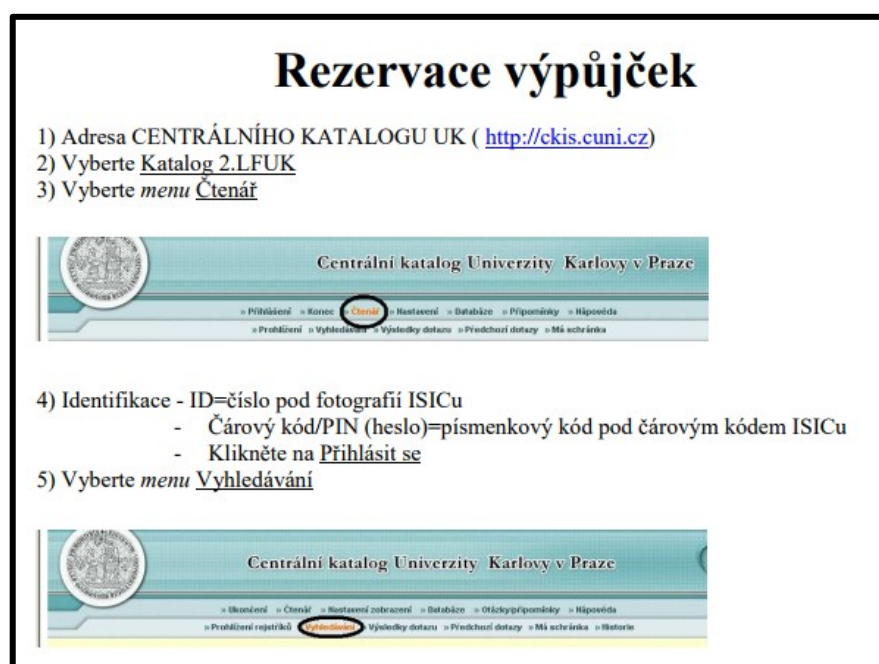 Rezervace výpůjček
1) Adresa CENTRÁLNÍHO KATALOGU UK ( http://ckis.cuni.cz)
2) Vyberte Katalog 2.LFUK
3) Vyberte menu Čtenář
Centrální katalog Univerzity Karlovy v Praze
» Přihlášení » Konec » Čtenář » Nastavení » Databáze » Připomínky » Nápověda
» Prohlížení » Vyhledávání » Výsledky dotazu » Předchozí dotazy » Má schránka
4) Identifikace - ID=číslo pod fotografií ISICu
- Čárový kód/PIN (heslo)=písmenkový kód pod čárovým kódem ISICu
- Klikněte na Přihlásit se
5) Vyberte menu Vyhledávání
Centrální katalog Univerzity Karlovy v Praze
» Ukončení » Čtenář » Nastavení zobrazení » Databáze » Otázky/připomínky » Nápověda
» Prohlížení rejstříků Vyhledávání » Výsledky dotazu » Předchozí dotazy » Má schránka » Historie